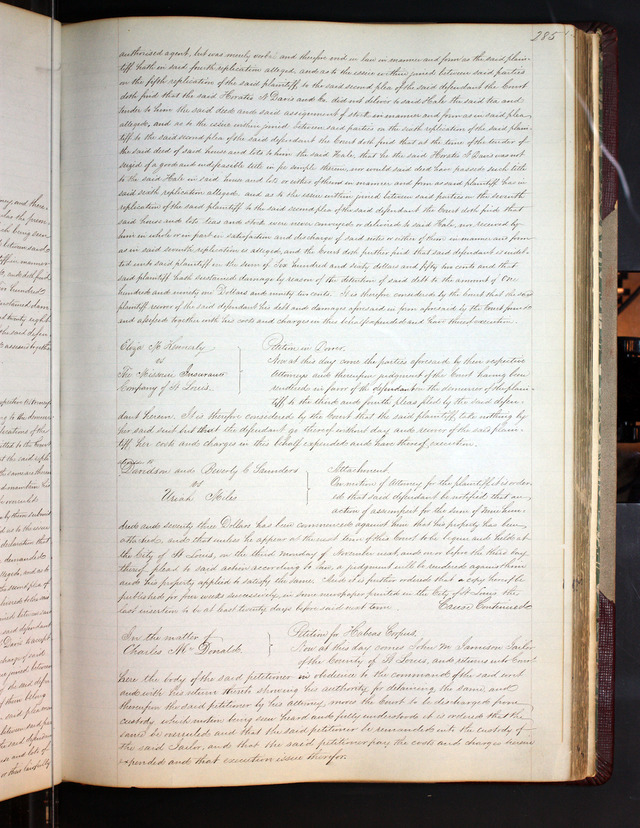 285
authorised agent, but was merely verbal and therefore void in law in manner and form as the said plain-
tiff hath in said fourth replication alleged, and as to the issue within joined between said parties
on the fifth replication of the said plaintiff to the said second plea of the said defendant the Court
doth find that the said Horatio N Davis and Co did not deliver to said Hale the said tea and
tender to him the said deed and said assignment of stock in manner and form as in said plea
alleged, and as to the issue within joined between said parties on the sixth replication of the said plain-
tiff to the said second plea of the said defendant the Court doth find that at the time of the tender of
the said deed of said house and lots to him the said Hale, that he the said Horatio N Davis was not
seized of a good and indefeasible title in fee simple therein, nor would said deed have passed such title
to the said Hale in said house and lots or either of them in manner and form as said plaintiff has in
said sixth replication alleged. and as to the issue within joined between said parties on the seventh
replication of the said plaintiff to the said second plea of the said defendant the Court doth find that
said house and lots teas and stock were never conveyed or delivered to said Hale, nor received by
him in whole or in part in satisfaction and discharge of said notes or either of them in manner and form
as in said seventh replication is alleged, and the Court doth further find that said defendant is indebt-
ted unto said plaintiff in the sum of Six hundred and sixty dollars and fifty two cents and that
said plaintiff hath sustained damage by reason of the detention of said debt to the amount of One
hundred and ninety one Dollars and ninety two cents. It is therefore considered by the Court that the said
plaintiff recover of the said defendant his debt and damages aforesaid in form aforesaid by the Court found
and assessed together with his costs and charges in this behalf expended and have thereof execution.
Eliza M Kennealy
vs
The Missouri Insurance
Company of St Louis.
Petition in Dower.
Now at this day come the parties aforesaid by their respective
Attorneys and thereupon judgment of the Court having been
rendered in favor of the defendant on the demurrer of the plain-
tiff to the third and fourth pleas filed by the said defen-
dant herein. It is therefore considered by the Court that the said plaintiff take nothing by
her said suit but that the defendant go thereof without day and recover of the said plain-
tiff her costs and charges in this behalf expended and have thereof execution.
Davidson and Beverly C Saunders
vs
Uriah Miles
Attachment
On motion of Attorney for the plaintiffs it is order-
ed that said defendant be notified that an
action of assumpsit for the sum of nine hun-
dred and seventy three Dollars has been commenced against him that his property has been
attached, and that unless he appear at the next term of this Court to be begun and held at
the City of St Louis, on the third monday of November next, and on or before the third day
thereof plead to said action according to law, a judgment will be rendered against him
and his property applied to satisfy the same. And it is further ordered that a copy hereof be
published for four weeks successively in some newspaper printed in the City of St Louis the
last insertion to be at least twenty days before said next term. Cause Continued.
In the matter of
Charles McDonald
Petition for Habeas Corpus.
Now at this day comes John M Jamison Jailor
of the County of St Louis, and returns into Court
here the body of the said petitioner in obedience to the command of the said writ
and with his return thereto showing his authority for detaining the same and
thereupon the said petitioner by his attorney moves the Court to be discharged from
custody which motion being seen heard and fully understood it is ordered that the
same be overruled and that the said petitioner be remanded into the custody of
the said Jailor, and that the said petitioner pay the costs and charges herein
expended and that execution issue therefor.